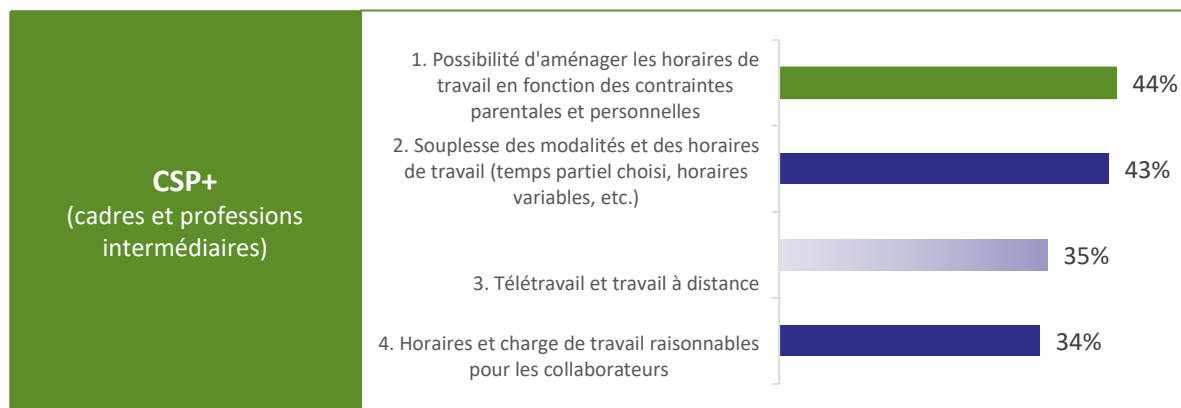 CSP+
(cadres et professions
intermédiaires)
1. Possibilité d'aménager les horaires de
travail en fonction des contraintes
parentales et personnelles
44%
2. Souplesse des modalités et des horaires
de travail (temps partiel choisi, horaires
variables, etc.)
43%
3. Télétravail et travail à distance
35%
4. Horaires et charge de travail raisonnables
pour les collaborateurs
34%